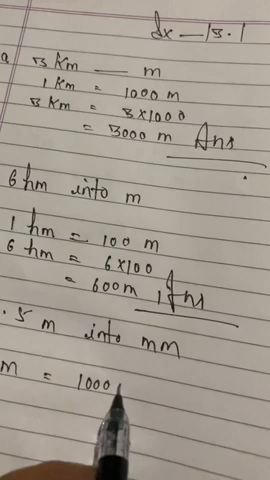 Ex - 13.1
a 3 Km — m
1 Km = 1000 m
3 Km = 3×1000
= 3000 m Ans
6 hm into m
1 hm = 100 m
6 hm = 6×100
= 600m Ans
.5 m into mm
m = 1000